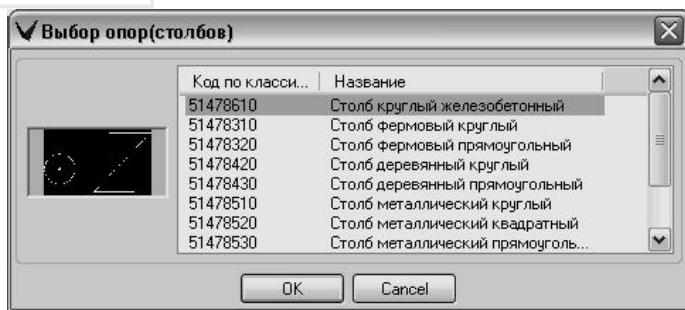 Выбор опор(столбов)
Код по класси... Название
51478610 Столб круглый железобетонный
51478310 Столб фермовый круглый
51478320 Столб фермовый прямоугольный
51478420 Столб деревянный круглый
51478430 Столб деревянный прямоугольный
51478510 Столб металлический круглый
51478520 Столб металлический квадратный
51478530 Столб металлический прямоуголь...
OK Cancel